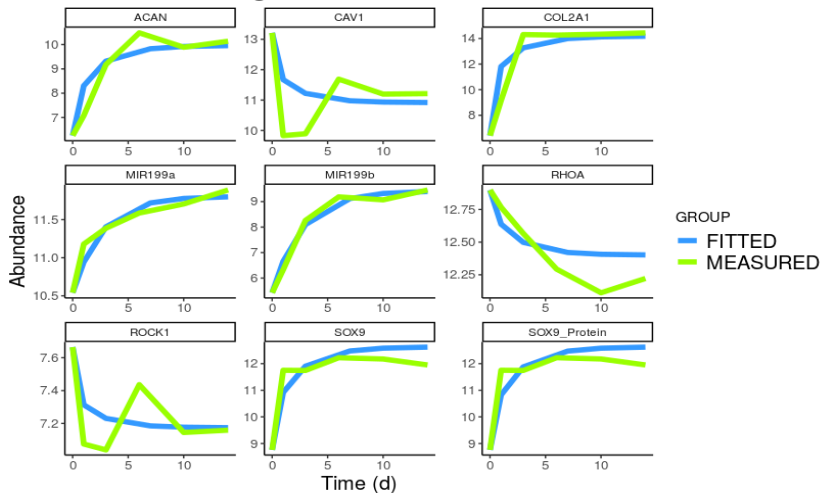 ACAN CAV1 COL2A1
10 13 14
9 12 12
8 11 10
7 10 8
0 5 10 0 5 10 0 5 10
MIR199a MIR199b RHOA
11.5 9 12.75
11.0 8 12.50
10.5 7 12.25
6
0 5 10 0 5 10 0 5 10
ROCK1 SOX9 SOX9_Protein
7.6 12 12
7.4 11 11
7.2 10 10
9 9
0 5 10 0 5 10 0 5 10
Abundance
Time (d)
GROUP
FITTED
MEASURED